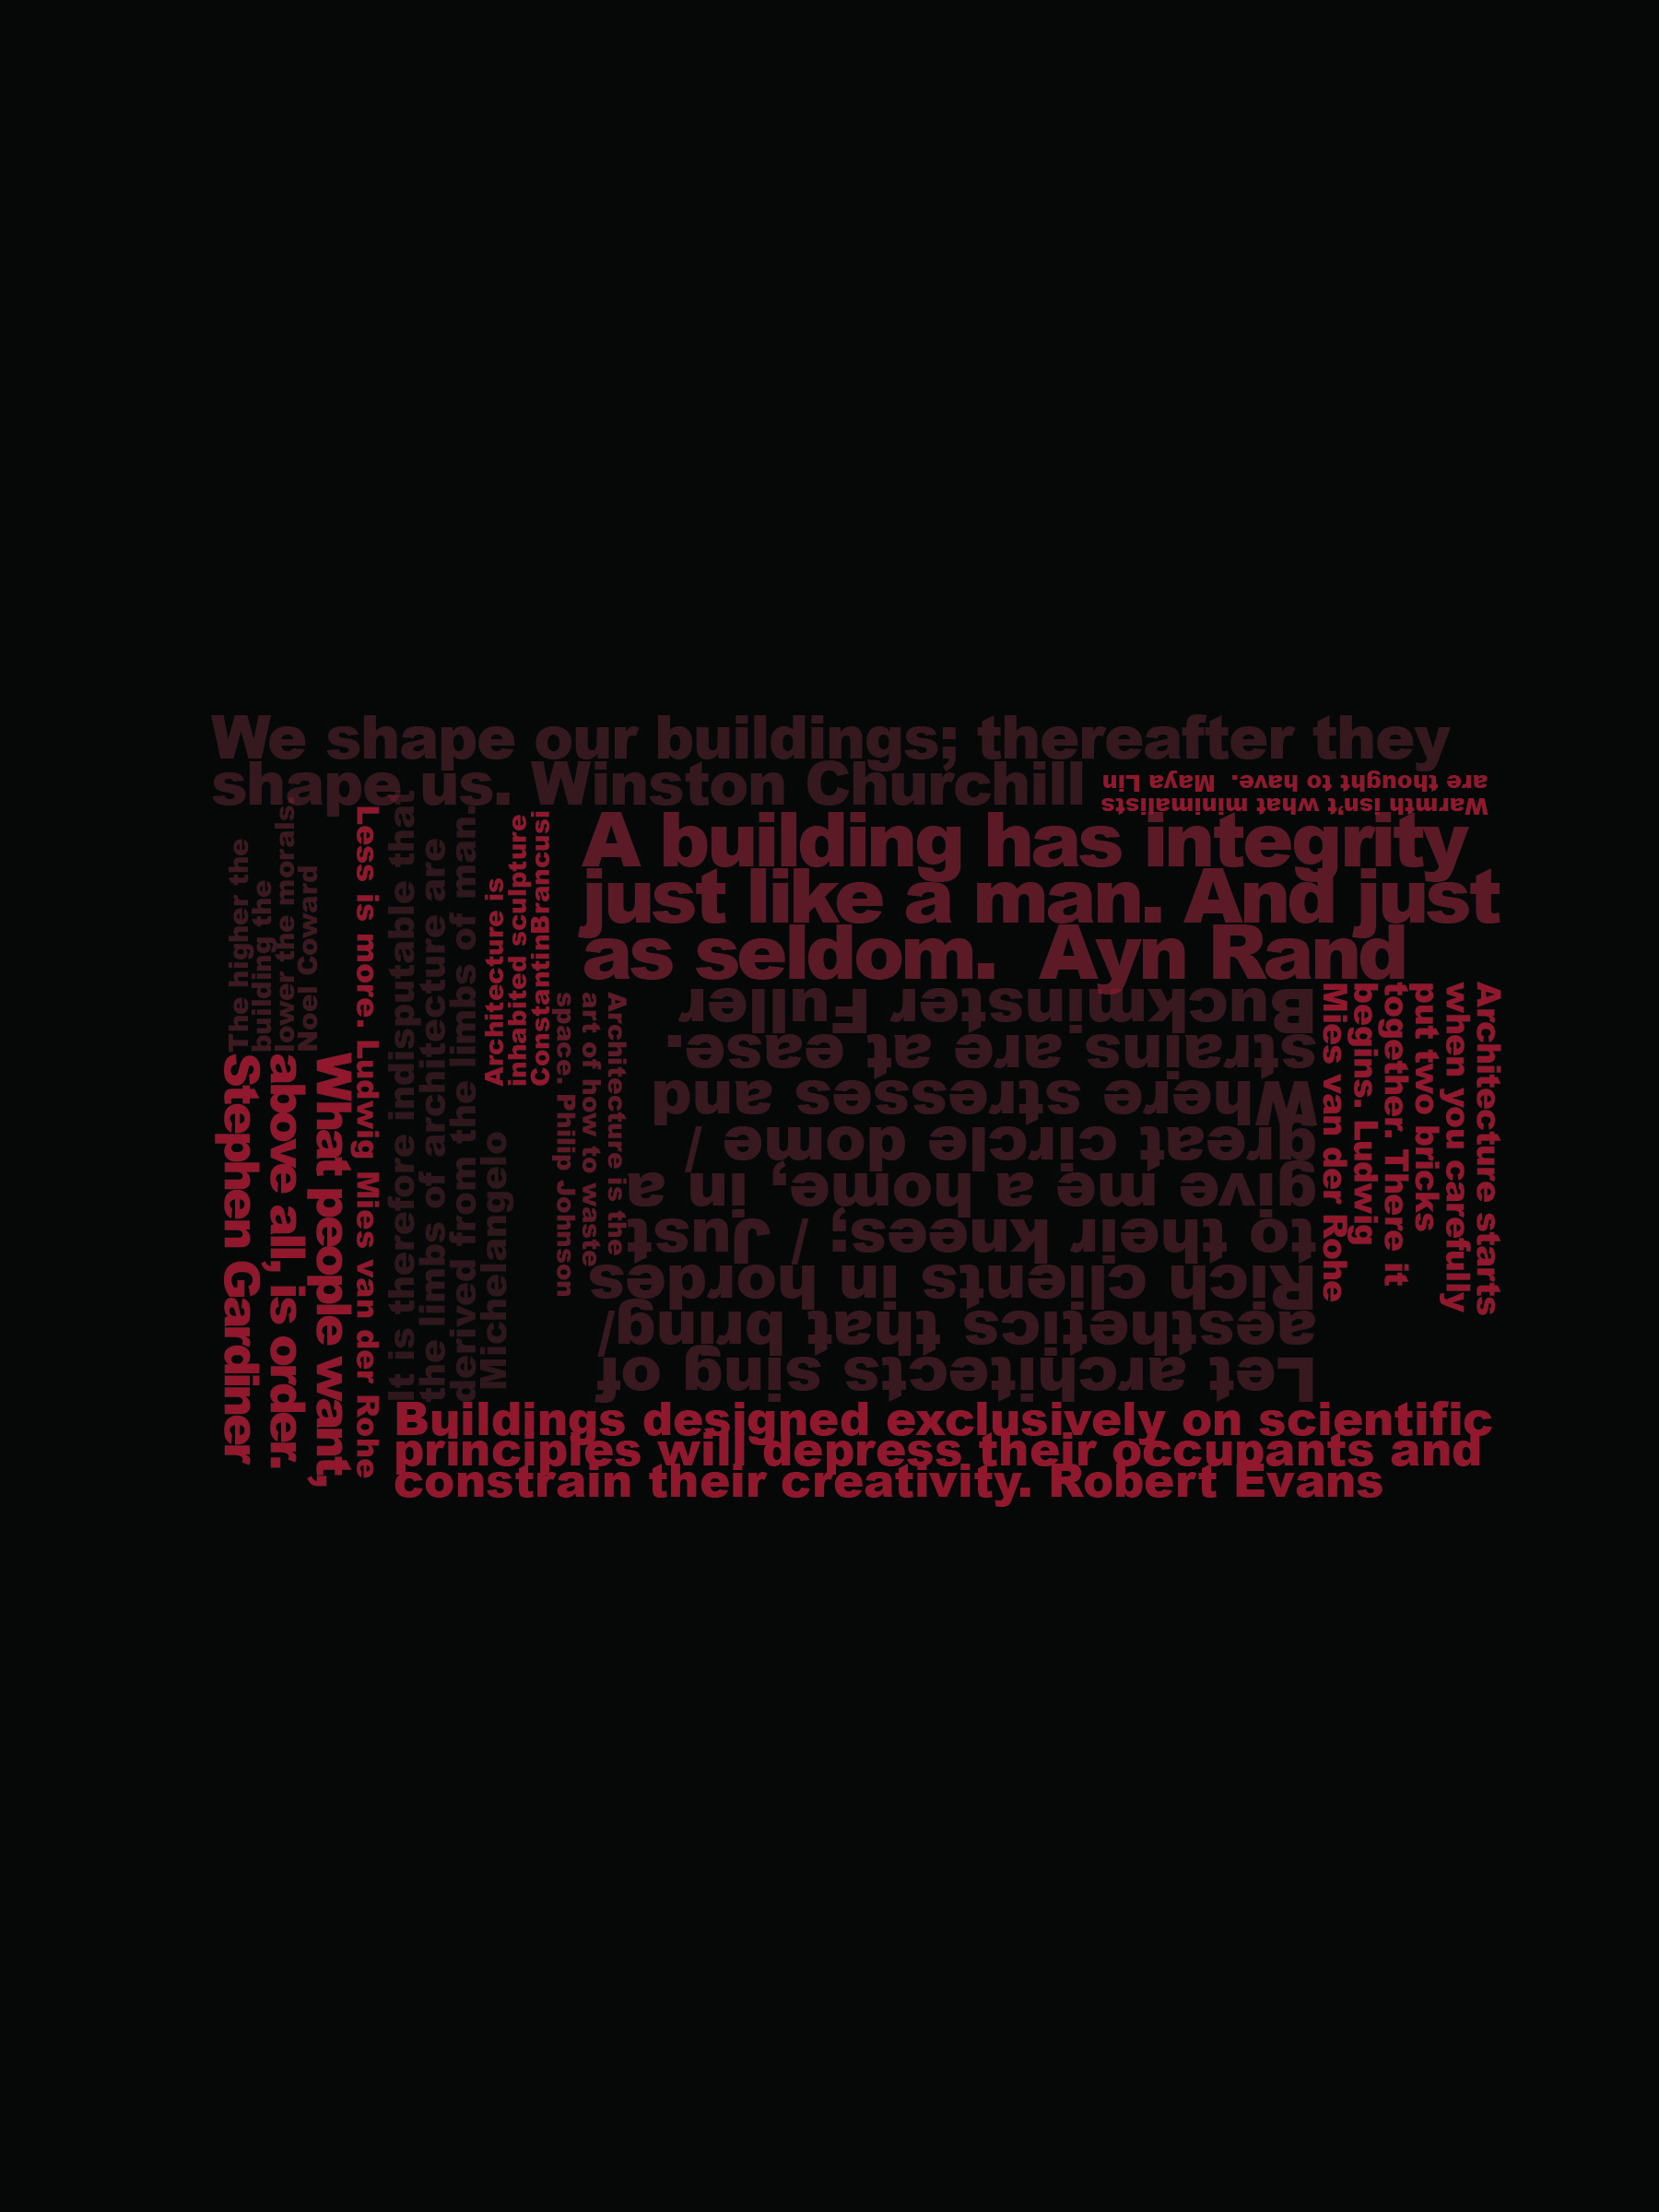 We shape our buildings; thereafter they
shape us. Winston Churchill
Warmth isn't what minimalists
are thought to have.  Maya Lin
A building has integrity
just like a man. And just
as seldom.  Ayn Rand
The higher the
building the
lower the morals.
Noel Coward
What people want,
above all, is order.
Stephen Gardiner
Less is more. Ludwig Mies van der Rohe
It is therefore indisputable that
the limbs of architecture are
derived from the limbs of man.
Michelangelo
Architecture is
inhabited sculpture
ConstantinBrancusi
Architecture is the
art of how to waste
space. Philip Johnson
Let architects sing of
aesthetics that bring/
Rich clients in hordes
to their knees; / Just
give me a home, in a
great circle dome /
Where stresses and
strains are at ease.
Buckminster Fuller
Architecture starts
when you carefully
put two bricks
together. There it
begins. Ludwig
Mies van der Rohe
Buildings designed exclusively on scientific
principles will depress their occupants and
constrain their creativity. Robert Evans